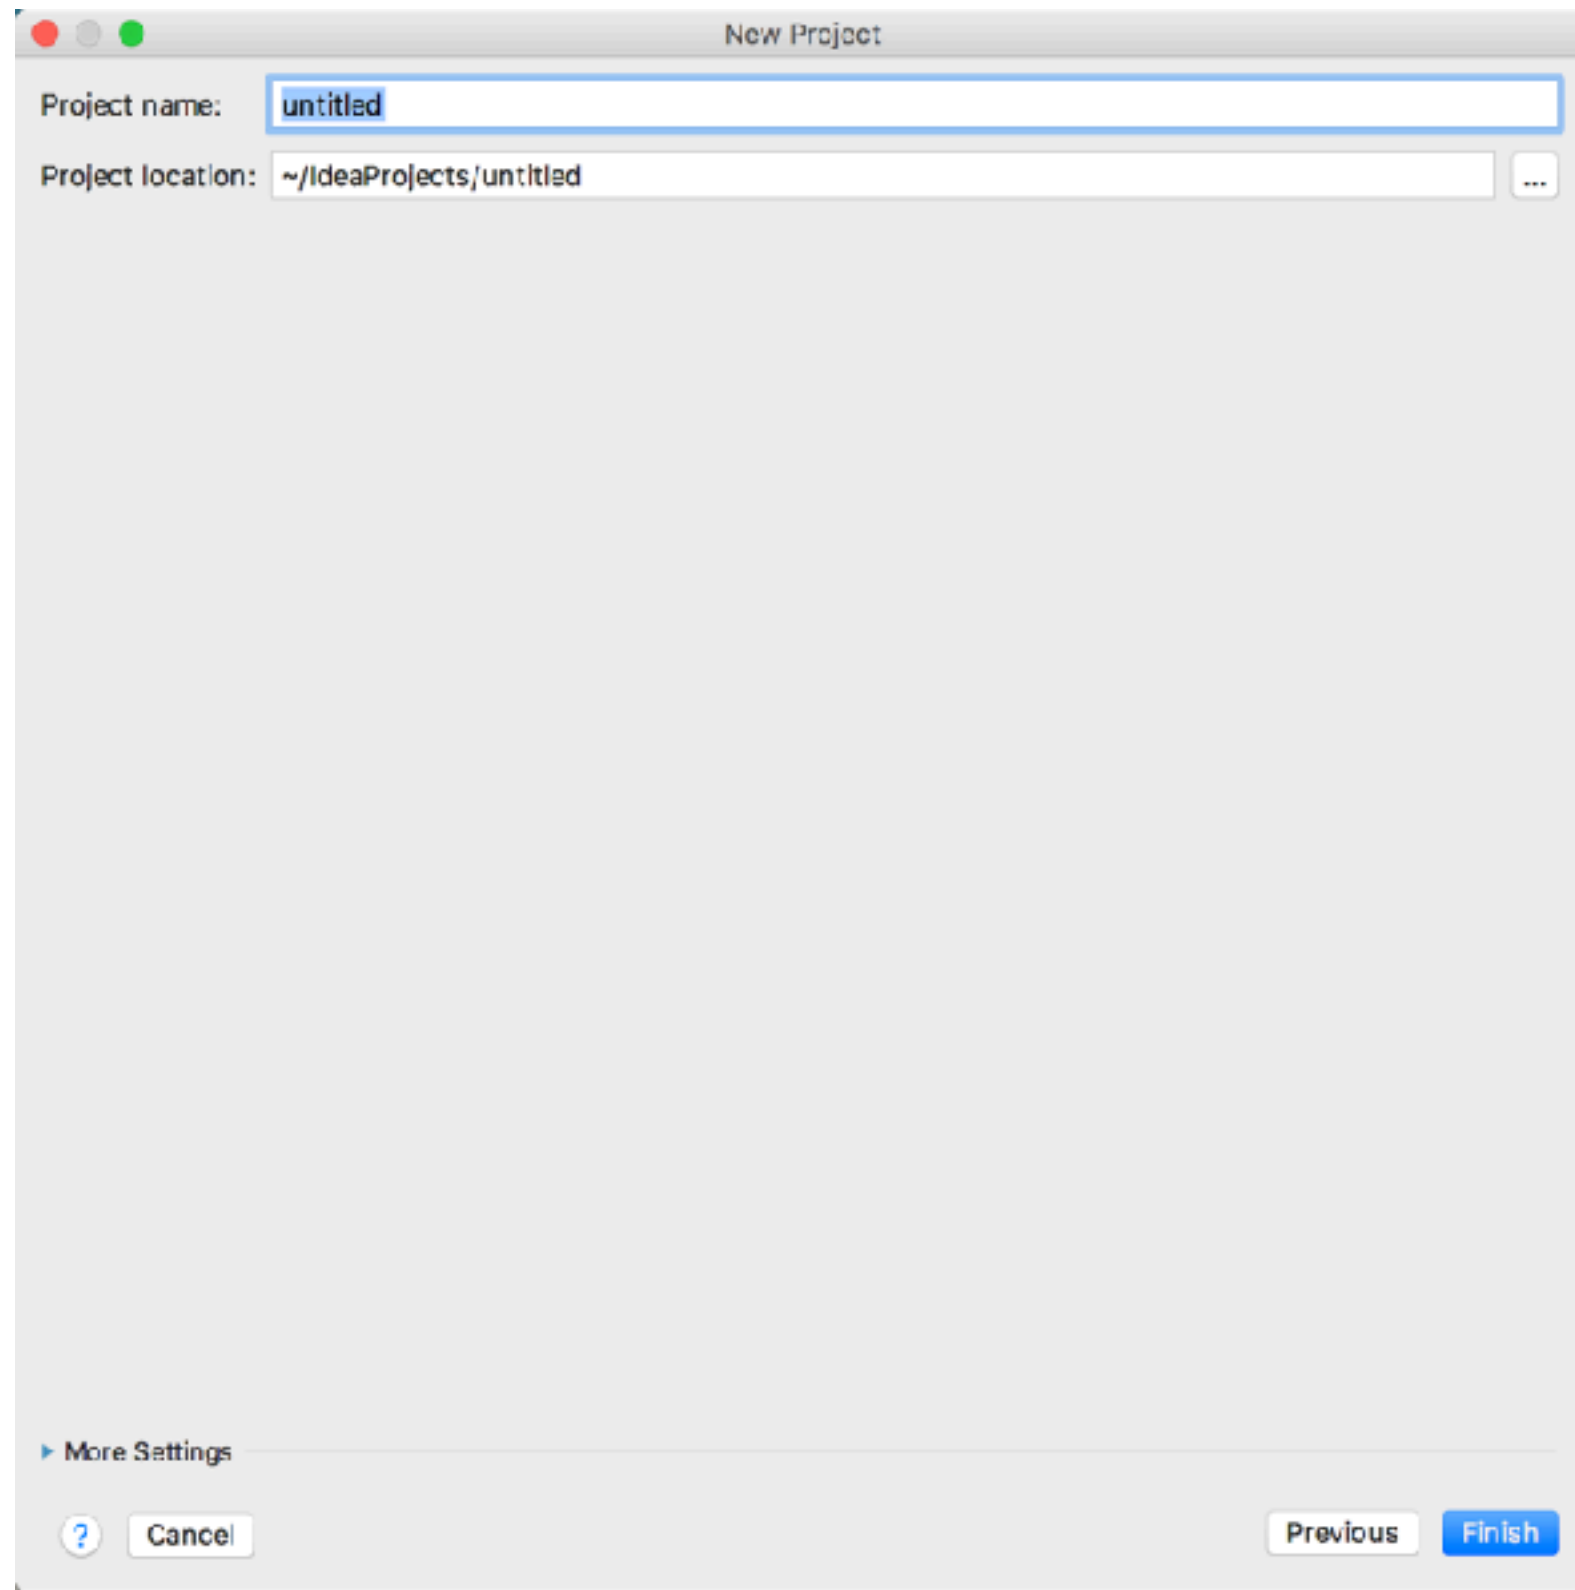 New Project
Project name: untitled
Project location: ~/IdeaProjects/untitled ...
More Settings
? Cancel Previous Finish